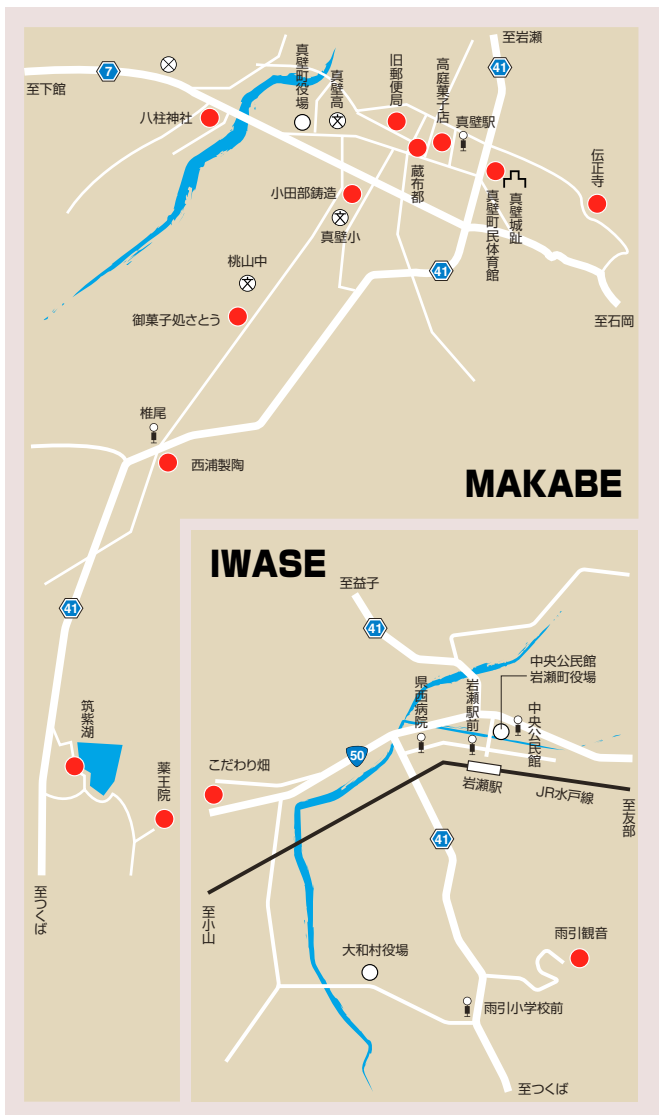 至岩瀬
41
7
至下館
文
真壁町役場
真壁高
文
旧郵便局
高庭菓子店
真壁駅
八柱神社
蔵布都
伝正寺
小田部鋳造
文
真壁小
真壁町民体育館
真壁城趾
桃山中
文
41
至石岡
御菓子処さとう
椎尾
西浦製陶
MAKABE
41
筑紫湖
薬王院
至つくば
IWASE
至益子
41
中央公民館
岩瀬町役場
県西病院
岩瀬駅前
中央公民館
50
こだわり畑
岩瀬駅
JR水戸線
至友部
41
至小山
大和村役場
雨引観音
雨引小学校前
至つくば